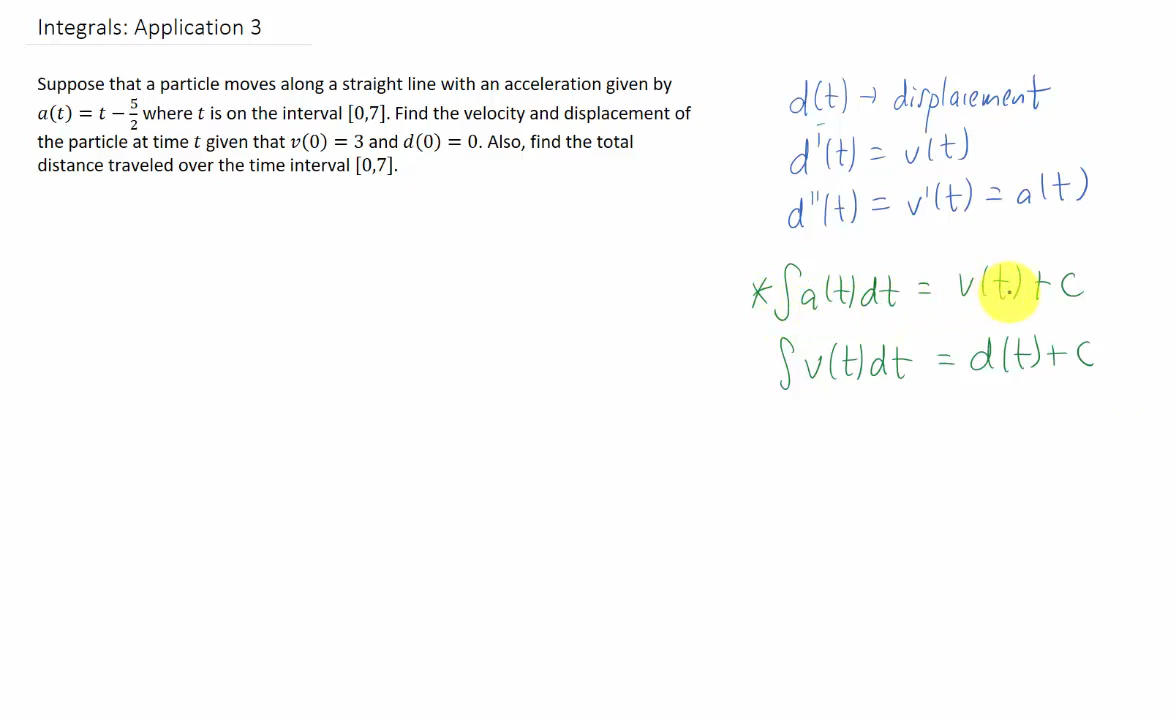 Integrals: Application 3
Suppose that a particle moves along a straight line with an acceleration given by
a(t) = t − 5/2 where t is on the interval [0,7]. Find the velocity and displacement of
the particle at time t given that v(0) = 3 and d(0) = 0. Also, find the total
distance traveled over the time interval [0,7].
d(t) → displacement
d'(t) = v(t)
d''(t) = v'(t) = a(t)
*∫a(t)dt = v(t)+C
∫v(t)dt = d(t)+C